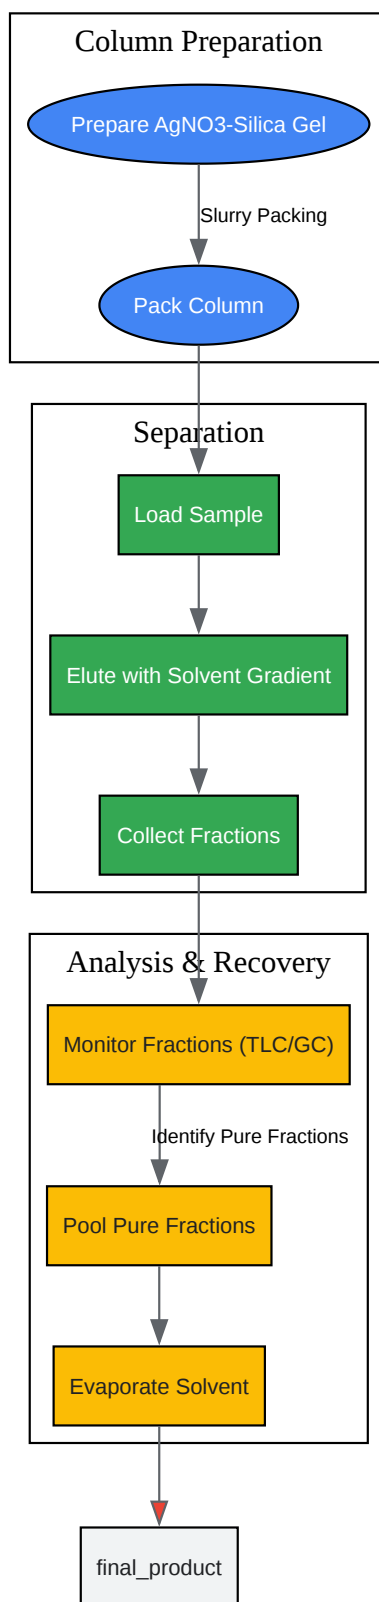 Column Preparation
Prepare AgNO3-Silica Gel
Slurry Packing
Pack Column
Separation
Load Sample
Elute with Solvent Gradient
Collect Fractions
Analysis & Recovery
Monitor Fractions (TLC/GC)
Identify Pure Fractions
Pool Pure Fractions
Evaporate Solvent
final_product